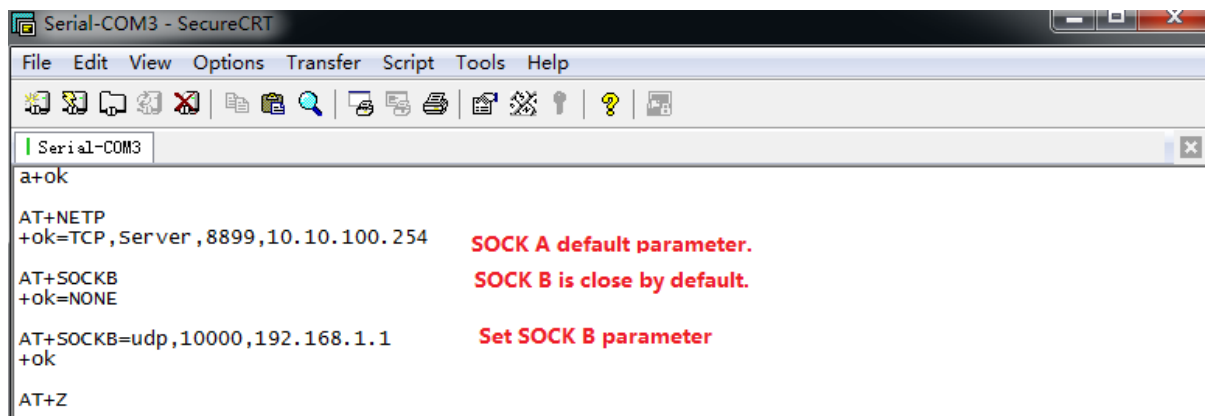 Serial-COM3 - SecureCRT
File Edit View Options Transfer Script Tools Help
Serial-COM3
a+ok
AT+NETP
+ok=TCP,Server,8899,10.10.100.254
SOCK A default parameter.
AT+SOCKB
SOCK B is close by default.
+ok=NONE
AT+SOCKB=udp,10000,192.168.1.1
Set SOCK B parameter
+ok
AT+Z